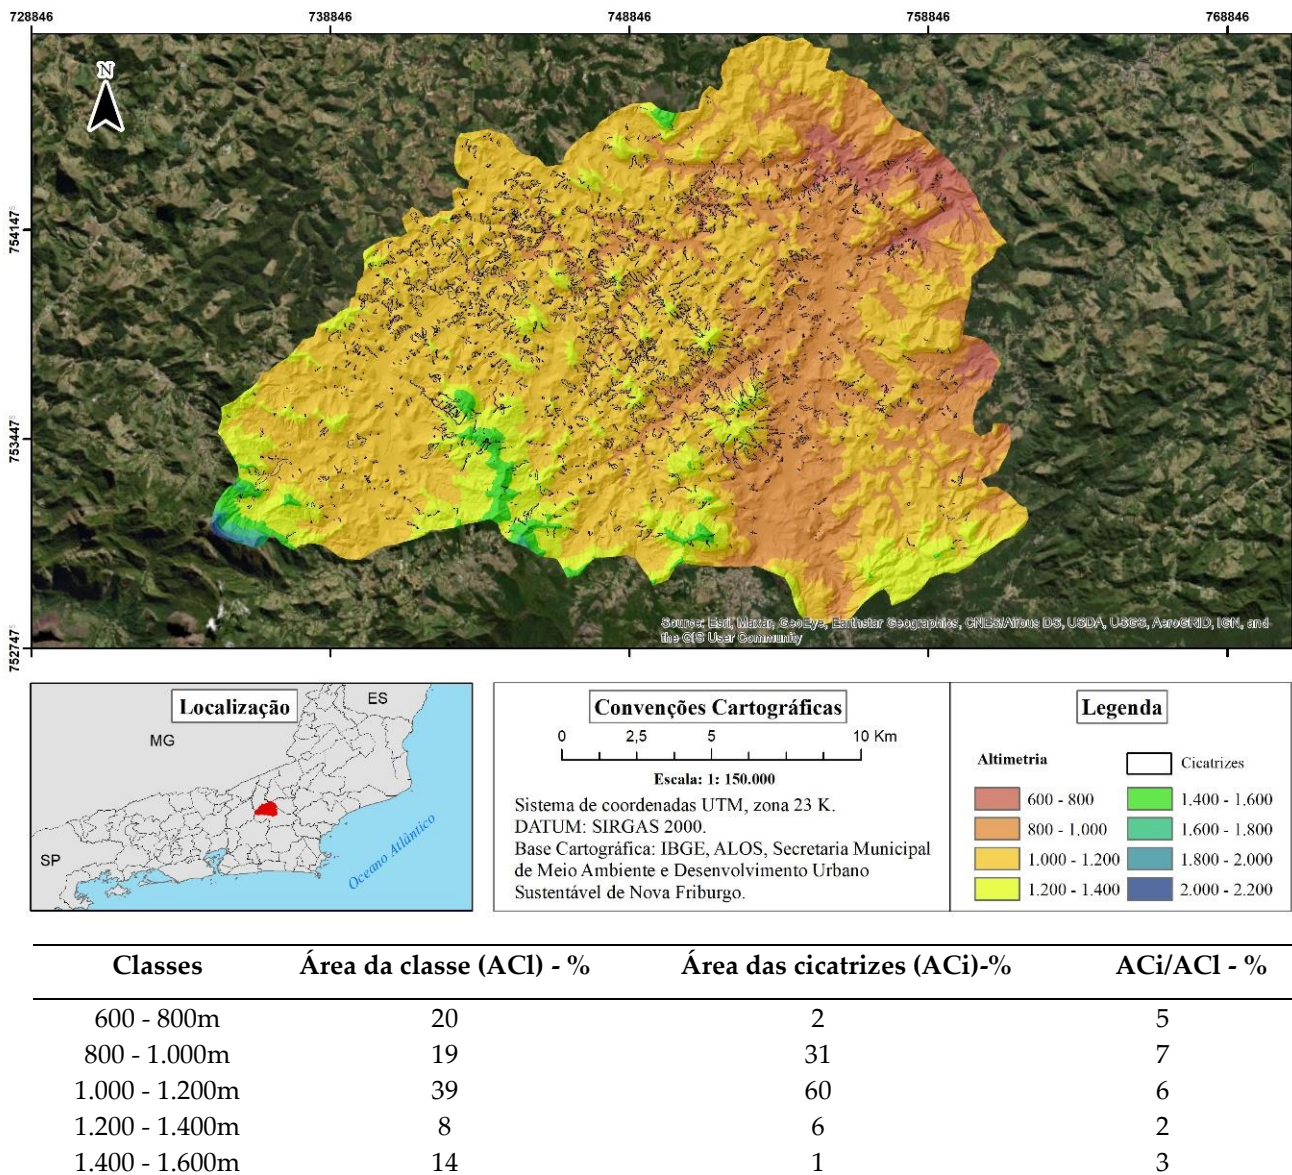 728846 738846 748846 758846 768846
N
754147
753447
752747
Source: Esri, Maxar, GeoEye, Earthstar Geographics, CNES/Airbus DS, USDA, USGS, AeroGRID, IGN, and
the GIS User Community
Localização
ES
MG
SP
Oceano Atlântico
Convenções Cartográficas
0 2,5 5 10 Km
Escala: 1: 150.000
Sistema de coordenadas UTM, zona 23 K.
DATUM: SIRGAS 2000.
Base Cartográfica: IBGE, ALOS, Secretaria Municipal
de Meio Ambiente e Desenvolvimento Urbano
Sustentável de Nova Friburgo.
Legenda
Altimetria
Cicatrizes
600 - 800
1.400 - 1.600
800 - 1.000
1.600 - 1.800
1.000 - 1.200
1.800 - 2.000
1.200 - 1.400
2.000 - 2.200
Classes Área da classe (ACl) - % Área das cicatrizes (ACi)-% ACi/ACl - %
600 - 800m 20 2 5
800 - 1.000m 19 31 7
1.000 - 1.200m 39 60 6
1.200 - 1.400m 8 6 2
1.400 - 1.600m 14 1 3